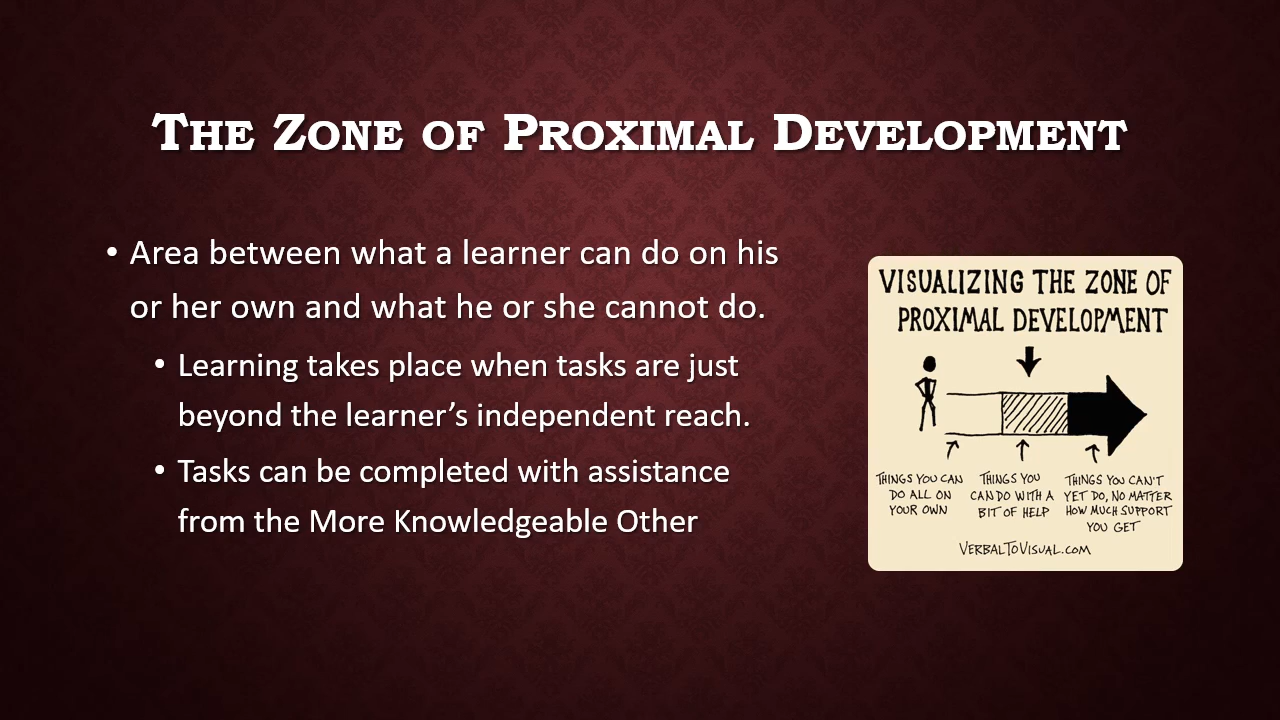 The Zone of Proximal Development
• Area between what a learner can do on his
or her own and what he or she cannot do.
• Learning takes place when tasks are just
beyond the learner’s independent reach.
• Tasks can be completed with assistance
from the More Knowledgeable Other
VISUALIZING THE ZONE OF
PROXIMAL DEVELOPMENT
THINGS YOU CAN
DO ALL ON
YOUR OWN
THINGS YOU
CAN DO WITH A
BIT OF HELP
THINGS YOU CAN'T
YET DO, NO MATTER
HOW MUCH SUPPORT
YOU GET
VERBALTOVISUAL.COM